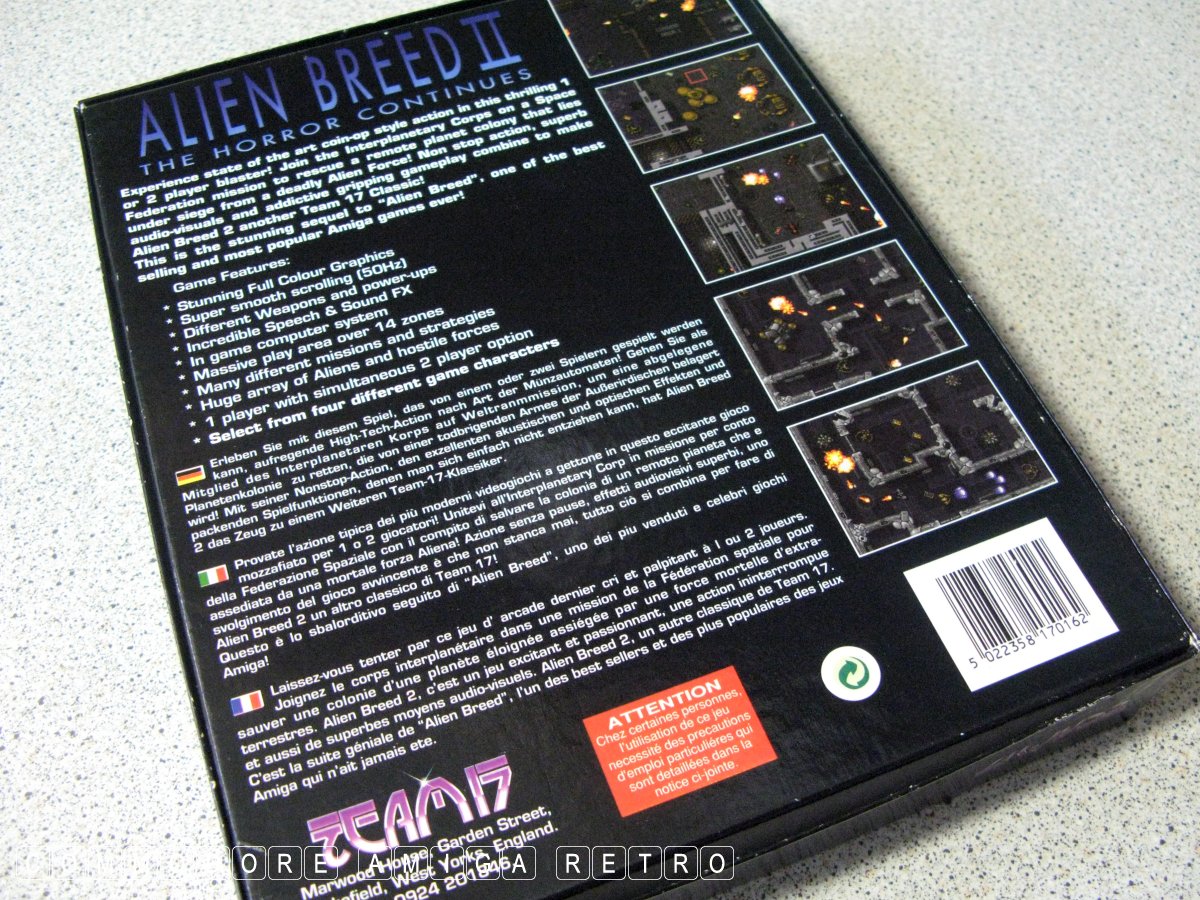 ALIEN BREED II
THE HORROR CONTINUES
Experience state of the art coin-op style action in this thrilling 1
or 2 player blaster! Join the Interplanetary Corps on a Space
Federation mission to rescue a remote planet colony that lies
under siege from a deadly Alien Force! Non stop action, superb
audio-visuals and addictive gripping gameplay combine to make
Alien Breed 2 another Team 17 Classic!
This is the stunning sequel to "Alien Breed", one of the best
selling and most popular Amiga games ever!
Game Features:
* Stunning Full Colour Graphics
* Super smooth scrolling (50Hz)
* Different Weapons and power-ups
* Incredible Speech & Sound FX
* In game computer system
* Massive play area over 14 zones
* Many different missions and strategies
* Huge array of Aliens and hostile forces
* 1 player with simultaneous 2 player option
* Select from four different game characters
Erleben Sie mit diesem Spiel, das von einem oder zwei Spielern gespielt werden
kann, aufregende High-Tech-Action nach Art der Münzautomaten! Gehen Sie als
Mitglied des Interplanetaren Korps auf Weltrammission, um eine abgelegene
Planetenkolonie zu retten, die von einer todbrigenden Armee der Außerirdischen belagert
wird! Mit seiner Nonstop-Action, den exzellenten akustischen und optischen Effekten und
packenden Spielfunktionen, denen man sich einfach nicht entziehen kann, hat Alien Breed
2 das Zeug zu einem Weiteren Team-17-Klassiker.
Provate l'azione tipica dei più moderni videogiochi a gettone in questo eccitante gioco
mozzafiato per 1 o 2 giocatori! Unitevi all'Interplanetary Corp in missione per conto
della Federazione Spaziale con il compito di salvare la colonia di un remoto pianeta che e
assediata da una mortale forza Aliena! Azione senza pause, effetti audiovisivi superbi, uno
svolgimento del gioco avvincente è che non stanca mai, tutto ciò si combina per fare di
Alien Breed 2 un altro classico di Team 17!
Questo è lo sbalorditivo seguito di "Alien Breed", uno dei piu venduti e celebri giochi
Amiga!
Laissez-vous tenter par ce jeu d' arcade dernier cri et palpitant à 1 ou 2 joueurs.
Joignez le corps interplanétaire dans une mission de la Fédération spatiale pour
sauver une colonie d'une planète éloignée assiégée par une force mortelle d'extra-
terrestres. Alien Breed 2, c'est un jeu excitant et passionnant, une action ininterrompue
et aussi de superbes moyens audio-visuels. Alien Breed 2, un autre classique de Team 17.
C'est la suite géniale de "Alien Breed", l'un des best sellers et des plus populaires des jeux
Amiga qui n'ait jamais ete.
ATTENTION
Chez certaines personnes,
l'utilisation de ce jeu
necessité des precautions
d'emploi particulières qui
sont detaillées dans la
notice ci-jointe.
5 022358 170162
TEAM 17
Marwood House, Garden Street,
West Yorks, England.
0924 201846
AMIGA RETRO